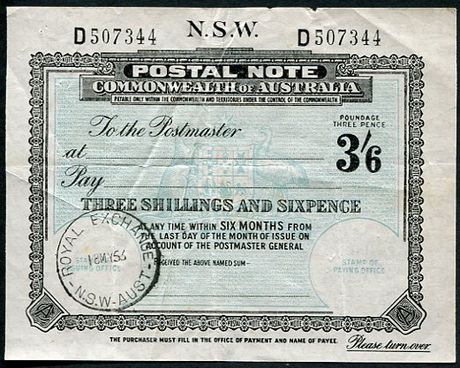 N.S.W.
D507344 D507344
POSTAL NOTE
COMMONWEALTH OF AUSTRALIA
PAYABLE ONLY WITHIN THE COMMONWEALTH AND TERRITORIES UNDER THE CONTROL OF THE COMMONWEALTH
To the Postmaster
POUNDAGE
THREE PENCE
at
3/6
Pay
THREE SHILLINGS AND SIXPENCE
AT ANY TIME WITHIN SIX MONTHS FROM
LAST DAY OF THE MONTH OF ISSUE ON
ACCOUNT OF THE POSTMASTER GENERAL
RECEIVED THE ABOVE NAMED SUM-
ROYAL EXCHANGE
N.S.W-AUST
STAMP OF
PAYING OFFICE
THE PURCHASER MUST FILL IN THE OFFICE OF PAYMENT AND NAME OF PAYEE.
Please turn over